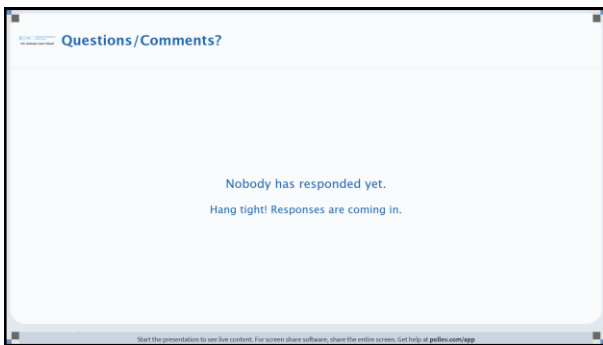 Questions/Comments?
Nobody has responded yet.
Hang tight! Responses are coming in.
Start the presentation to see live content. For screen share software, share the entire screen. Get help at pollev.com/app